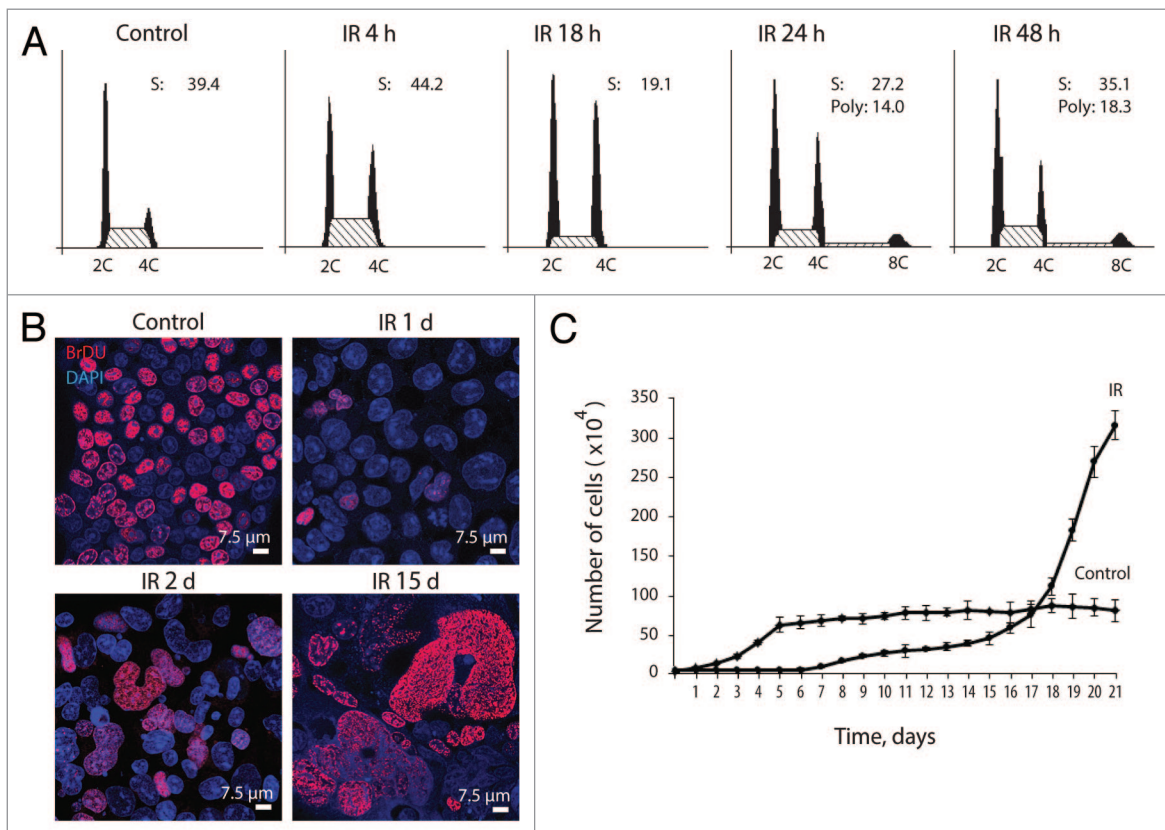 A
Control
IR 4 h
IR 18 h
IR 24 h
IR 48 h
S: 39.4
S: 44.2
S: 19.1
S: 27.2
Poly: 14.0
S: 35.1
Poly: 18.3
2C 4C
2C 4C
2C 4C
2C 4C 8C
2C 4C 8C
B
Control
IR 1 d
BrDU
DAPI
7.5 μm
7.5 μm
IR 2 d
IR 15 d
7.5 μm
7.5 μm
C
Number of cells ( x10⁴)
350
300
250
200
150
100
50
0
IR
Control
1 2 3 4 5 6 7 8 9 10 11 12 13 14 15 16 17 18 19 20 21
Time, days